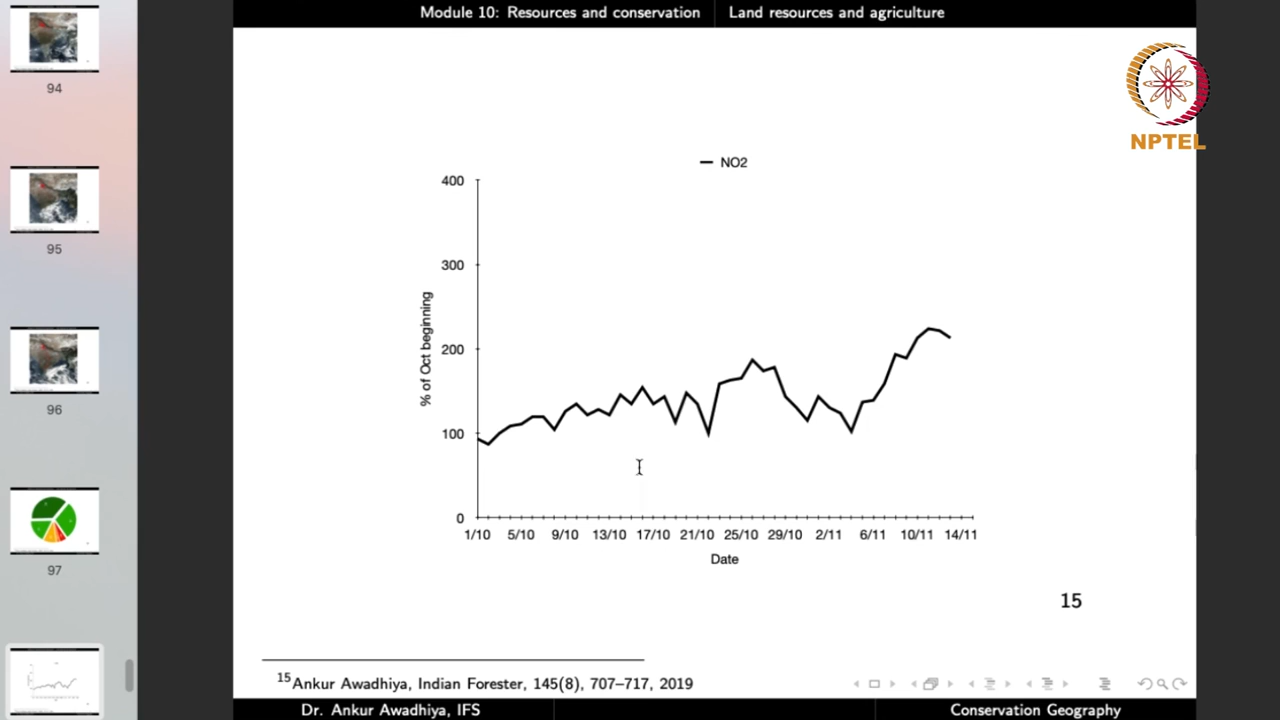 Module 10: Resources and conservation Land resources and agriculture
94
95
96
97
NPTEL
NO2
400
300
200
100
0
% of Oct beginning
1/10 5/10 9/10 13/10 17/10 21/10 25/10 29/10 2/11 6/11 10/11 14/11
Date
15
15 Ankur Awadhiya, Indian Forester, 145(8), 707–717, 2019
Dr. Ankur Awadhiya, IFS Conservation Geography